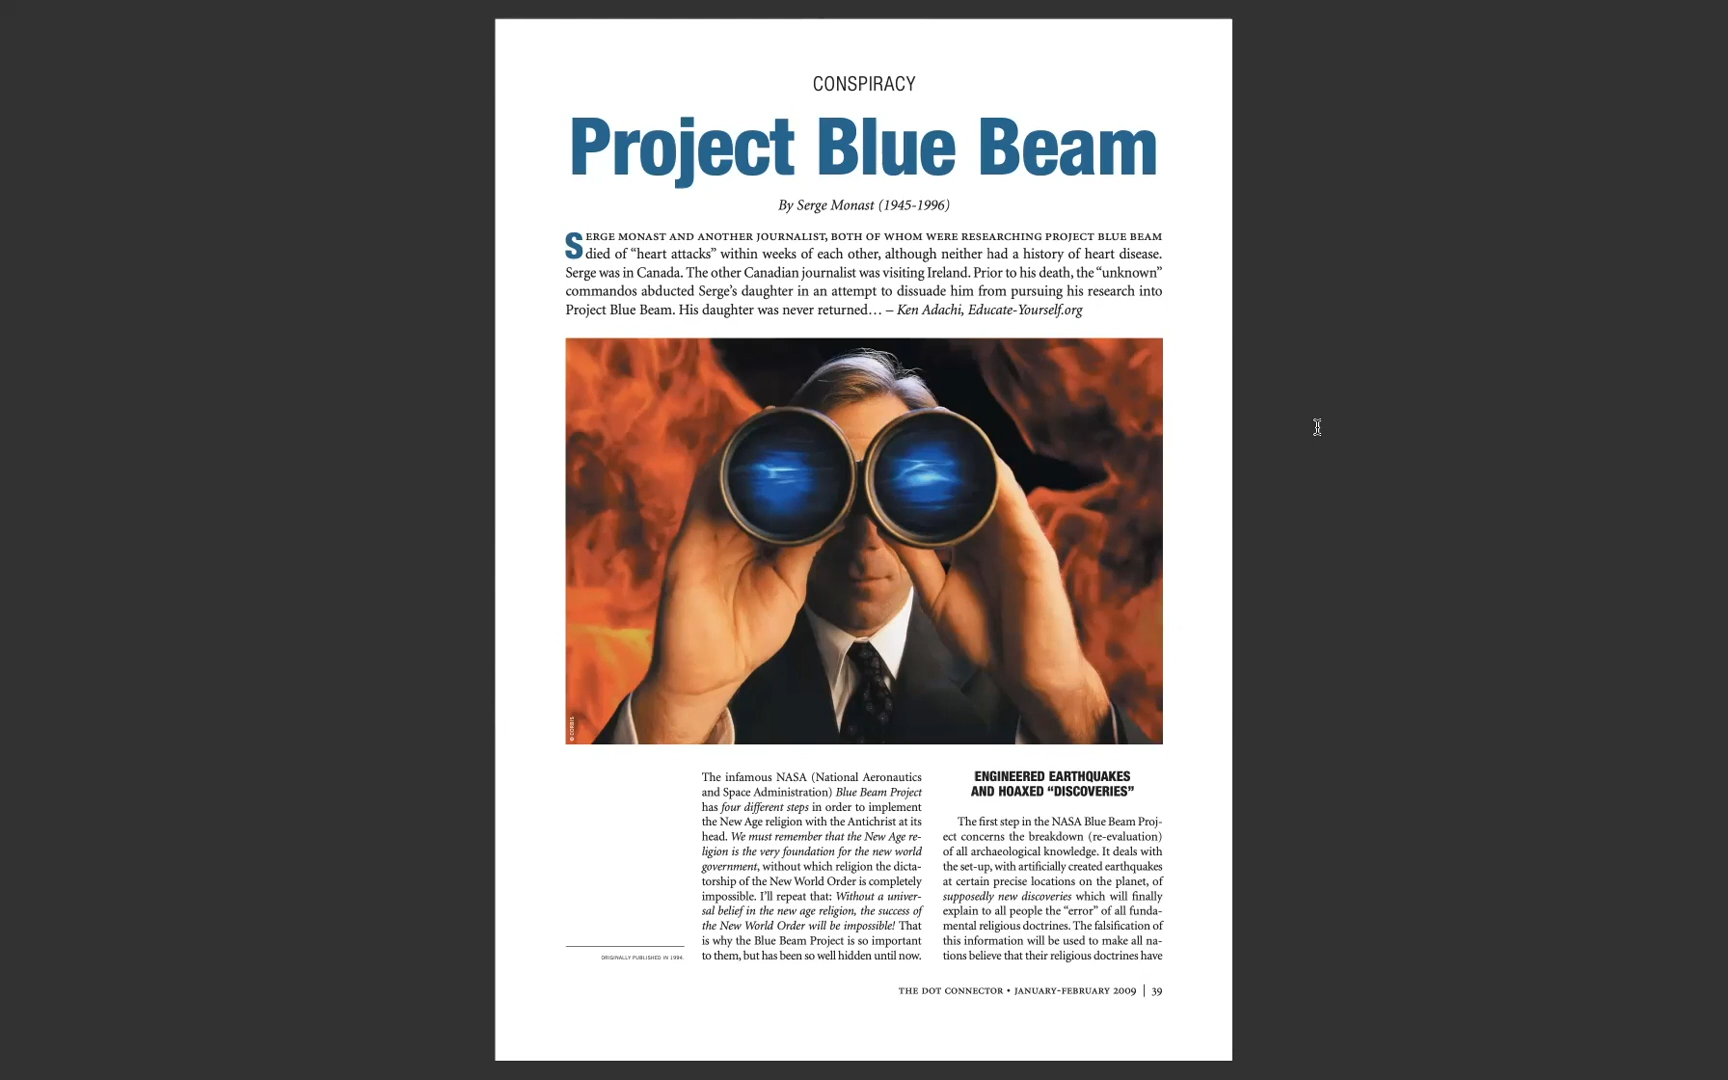 CONSPIRACY
Project Blue Beam
By Serge Monast (1945-1996)
SERGE MONAST AND ANOTHER JOURNALIST, BOTH OF WHOM WERE RESEARCHING PROJECT BLUE BEAM
died of “heart attacks” within weeks of each other, although neither had a history of heart disease.
Serge was in Canada. The other Canadian journalist was visiting Ireland. Prior to his death, the “unknown”
commandos abducted Serge’s daughter in an attempt to dissuade him from pursuing his research into
Project Blue Beam. His daughter was never returned… – Ken Adachi, Educate-Yourself.org
© CORBIS
The infamous NASA (National Aeronautics
and Space Administration) Blue Beam Project
has four different steps in order to implement
the New Age religion with the Antichrist at its
head. We must remember that the New Age re-
ligion is the very foundation for the new world
government, without which religion the dicta-
torship of the New World Order is completely
impossible. I’ll repeat that: Without a univer-
sal belief in the new age religion, the success of
the New World Order will be impossible! That
is why the Blue Beam Project is so important
to them, but has been so well hidden until now.
ORIGINALLY PUBLISHED IN 1994.
ENGINEERED EARTHQUAKES
AND HOAXED “DISCOVERIES”
The first step in the NASA Blue Beam Proj-
ect concerns the breakdown (re-evaluation)
of all archaeological knowledge. It deals with
the set-up, with artificially created earthquakes
at certain precise locations on the planet, of
supposedly new discoveries which will finally
explain to all people the “error” of all funda-
mental religious doctrines. The falsification of
this information will be used to make all na-
tions believe that their religious doctrines have
THE DOT CONNECTOR • JANUARY-FEBRUARY 2009 | 39